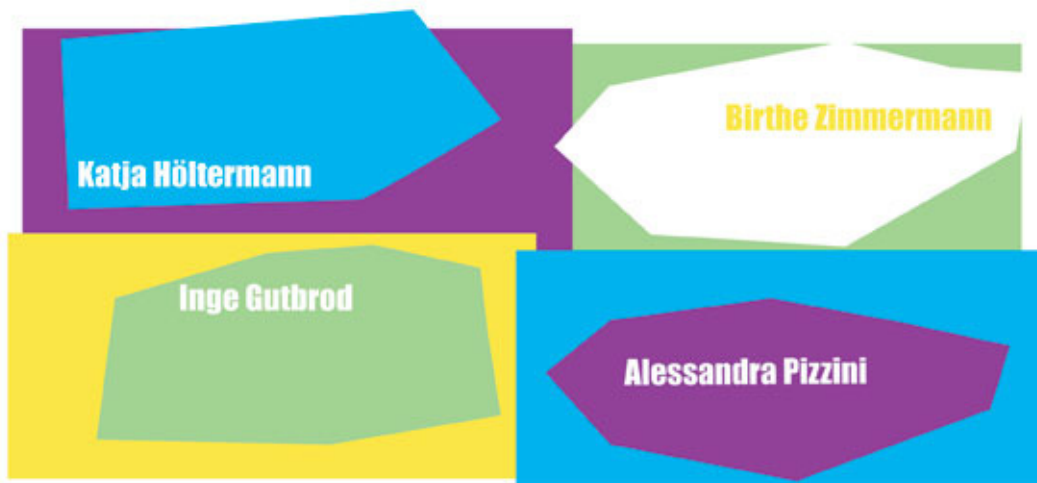 Birthe Zimmermann
Katja Höltermann
Inge Gutbrod
Alessandra Pizzini